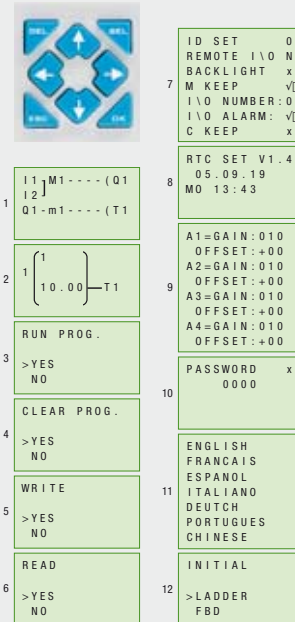 SEL
DEL
ESC
OK
1
I1 M1----(Q1
I2
Q1-m1----(T1
2
1
1
10.00 T1
3
RUN PROG.
>YES
NO
4
CLEAR PROG.
>YES
NO
5
WRITE
>YES
NO
6
READ
>YES
NO
7
ID SET 0
REMOTE I\O N
BACKLIGHT x
M KEEP √
I\O NUMBER:0
I\O ALARM: √
C KEEP x
8
RTC SET V1.4
05.09.19
MO 13:43
9
A1=GAIN:010
OFFSET:+00
A2=GAIN:010
OFFSET:+00
A3=GAIN:010
OFFSET:+00
A4=GAIN:010
OFFSET:+00
10
PASSWORD x
0000
11
ENGLISH
FRANCAIS
ESPANOL
ITALIANO
DEUTCH
PORTUGUES
CHINESE
12
INITIAL
>LADDER
FBD